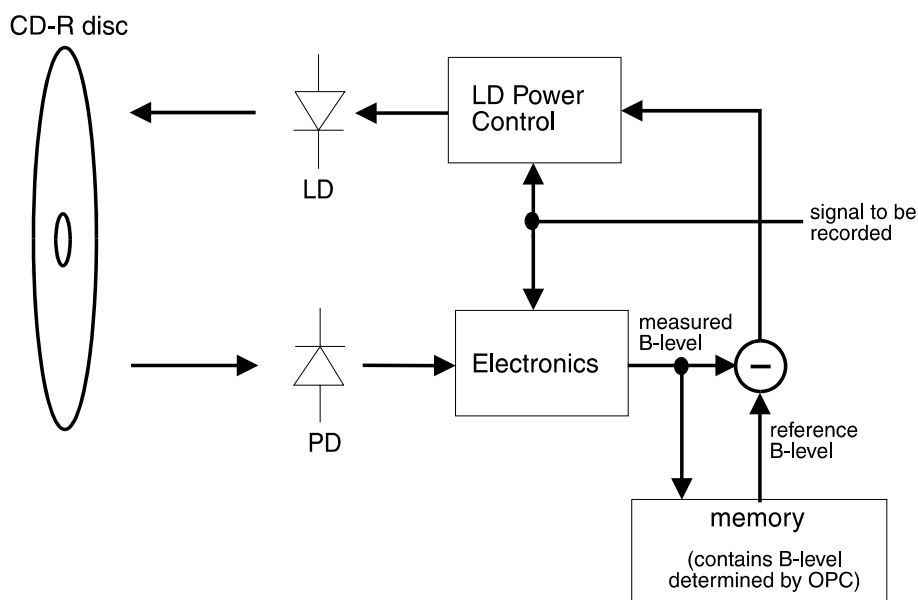 CD-R disc
LD Power
Control
LD
signal to be
recorded
measured
B-level
Electronics
−
PD
reference
B-level
memory
(contains B-level
determined by OPC)